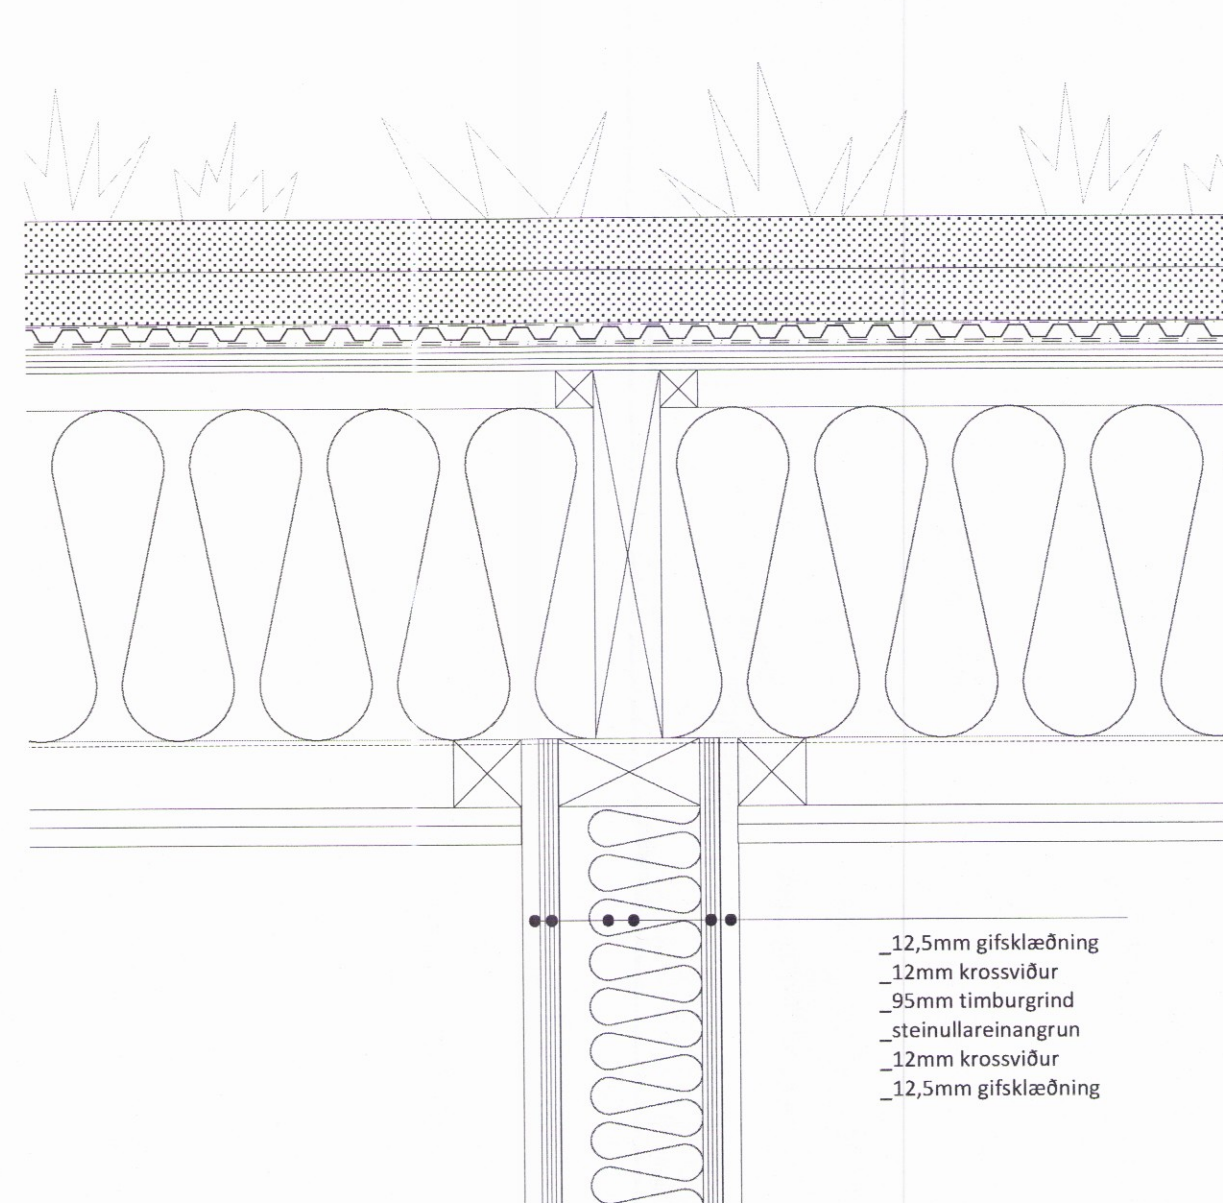 _12,5mm gifsklæðning
_12mm krossviður
_95mm timburgrind
_steinullareinangrun
_12mm krossviður
_12,5mm gifsklæðning